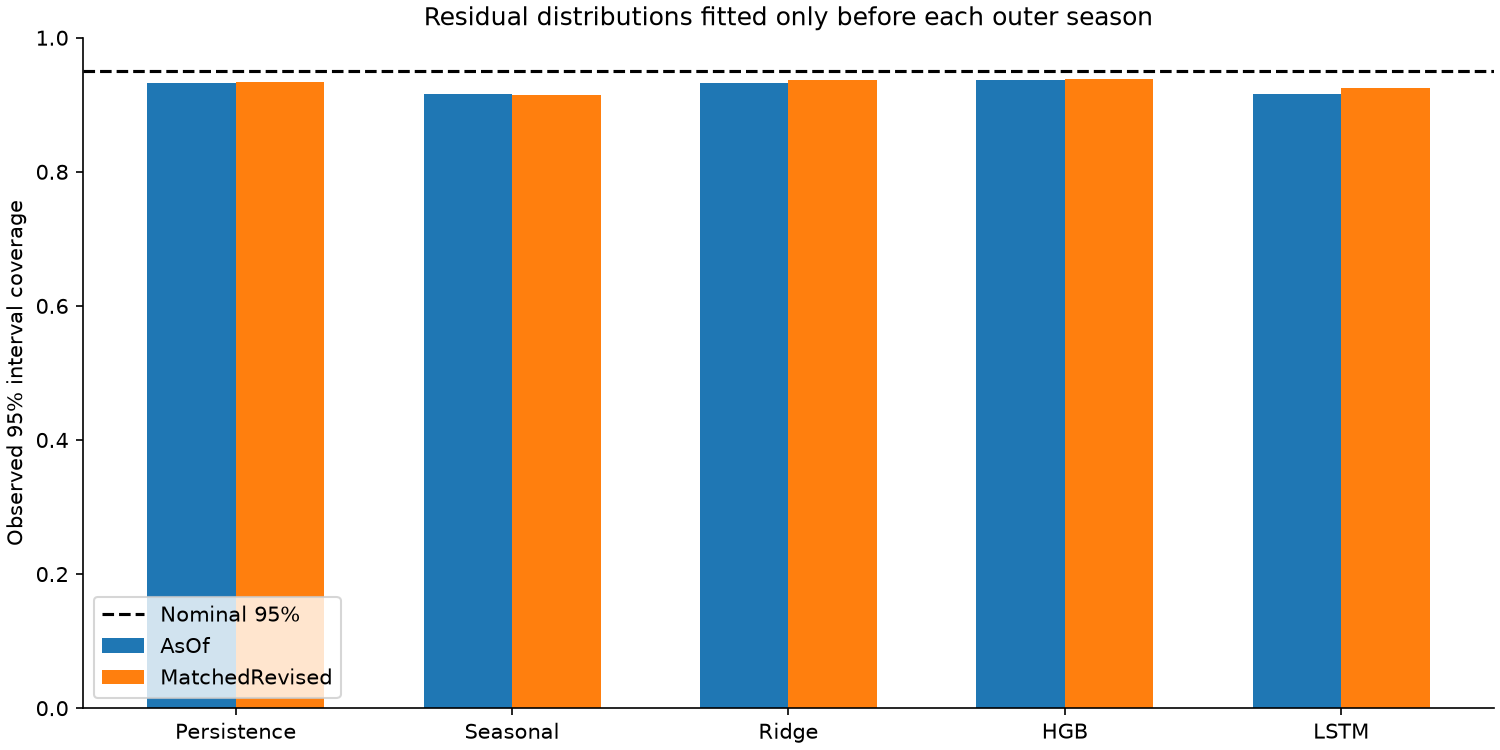 Residual distributions fitted only before each outer season
Observed 95% interval coverage
1.0
0.8
0.6
0.4
0.2
0.0
Nominal 95%
AsOf
MatchedRevised
Persistence
Seasonal
Ridge
HGB
LSTM